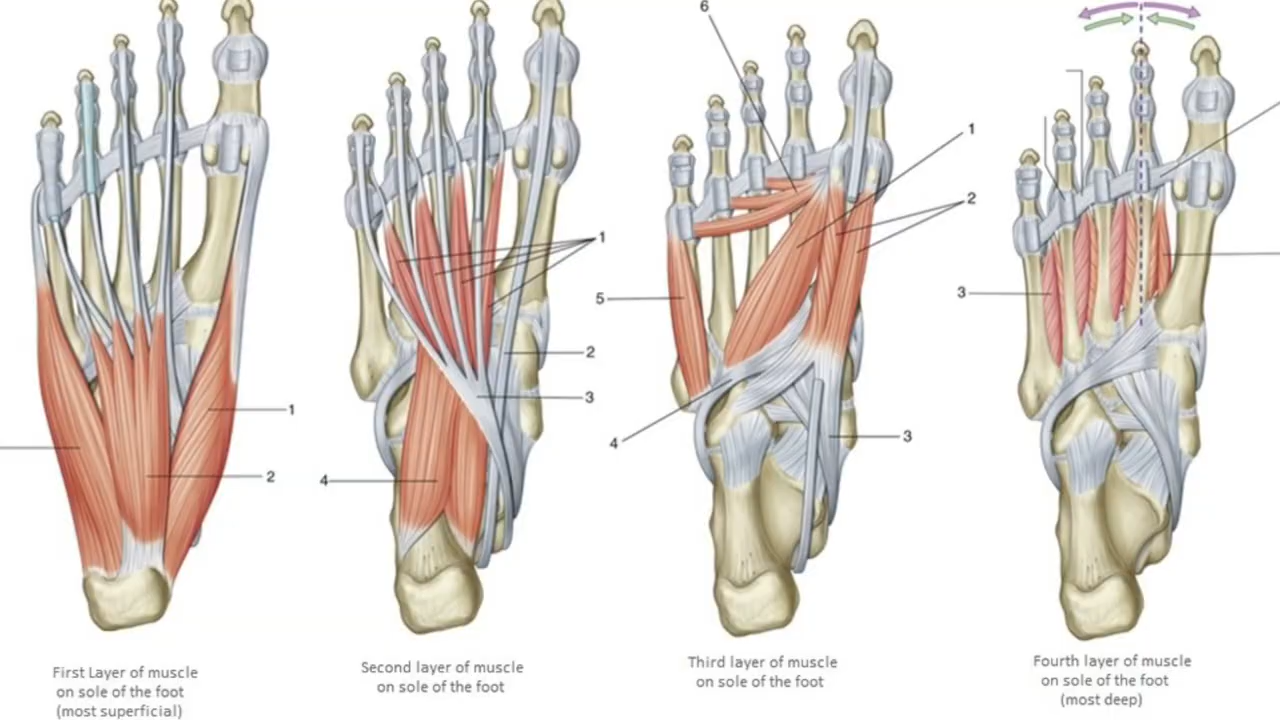 1
2
First Layer of muscle
on sole of the foot
(most superficial)
1
2
3
4
Second layer of muscle
on sole of the foot
6
1
2
5
4
3
Third layer of muscle
on sole of the foot
3
Fourth layer of muscle
on sole of the foot
(most deep)